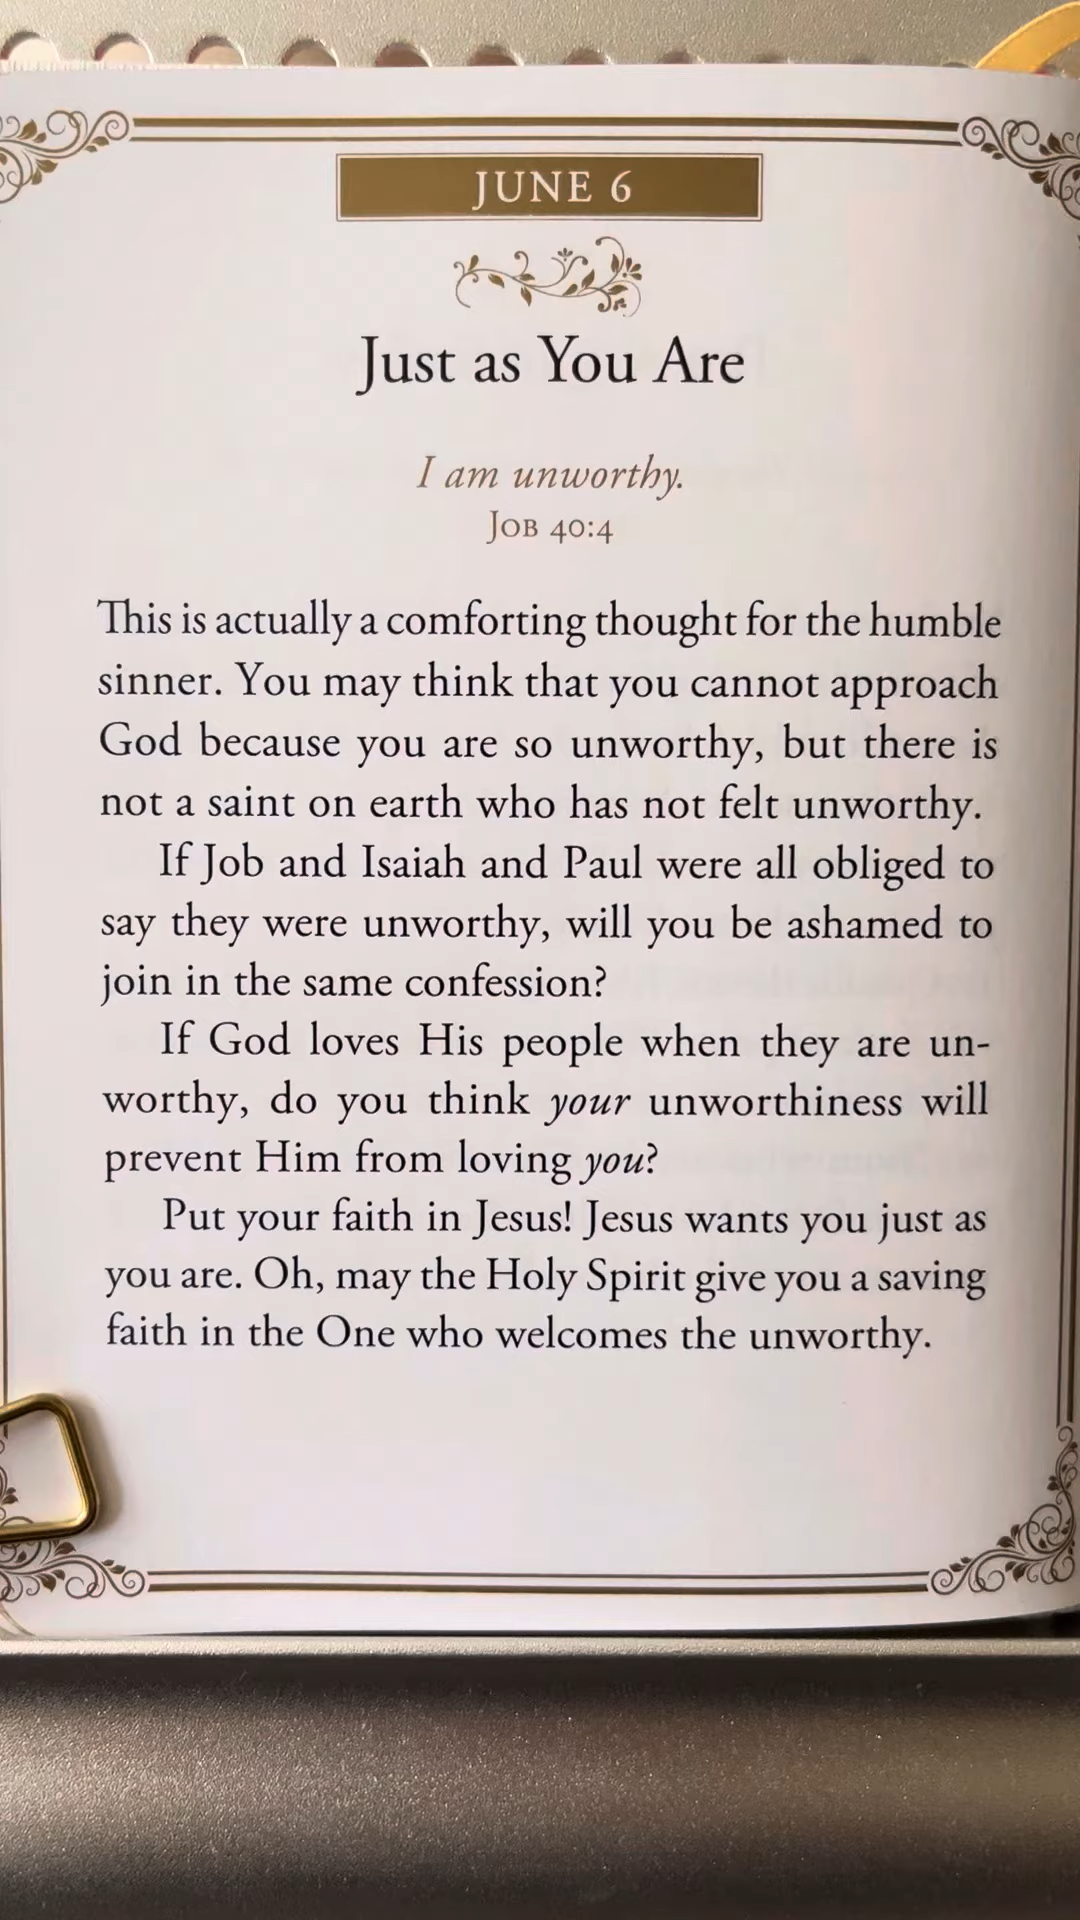 JUNE 6
Just as You Are
I am unworthy.
Job 40:4
This is actually a comforting thought for the humble
sinner. You may think that you cannot approach
God because you are so unworthy, but there is
not a saint on earth who has not felt unworthy.
If Job and Isaiah and Paul were all obliged to
say they were unworthy, will you be ashamed to
join in the same confession?
If God loves His people when they are un-
worthy, do you think your unworthiness will
prevent Him from loving you?
Put your faith in Jesus! Jesus wants you just as
you are. Oh, may the Holy Spirit give you a saving
faith in the One who welcomes the unworthy.